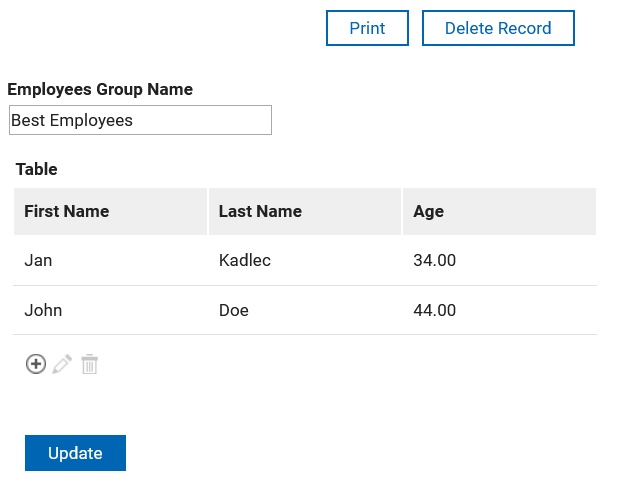 Print Delete Record
Employees Group Name
Best Employees
Table
First Name Last Name Age
Jan Kadlec 34.00
John Doe 44.00
Update